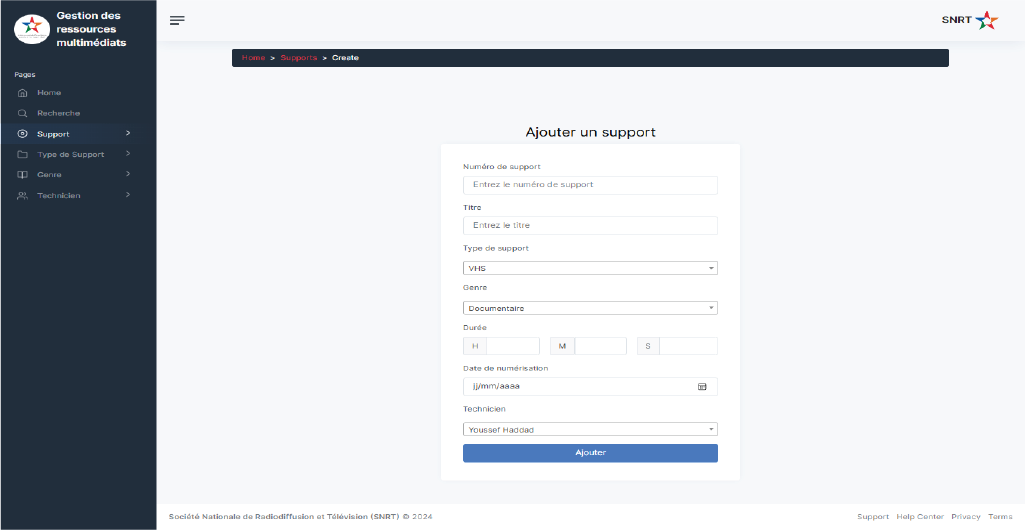 Gestion des
ressources
multimédiats
SNRT
Pages
Home
Recherche
Support
Type de Support
Genre
Technicien
Home > Supports > Create
Ajouter un support
Numéro de support
Entrez le numéro de support
Titre
Entrez le titre
Type de support
VHS
Genre
Documentaire
Durée
H M S
Date de numérisation
jj/mm/aaaa
Technicien
Youssef Haddad
Ajouter
Société Nationale de Radiodiffusion et Télévision (SNRT) © 2024
Support Help Center Privacy Terms